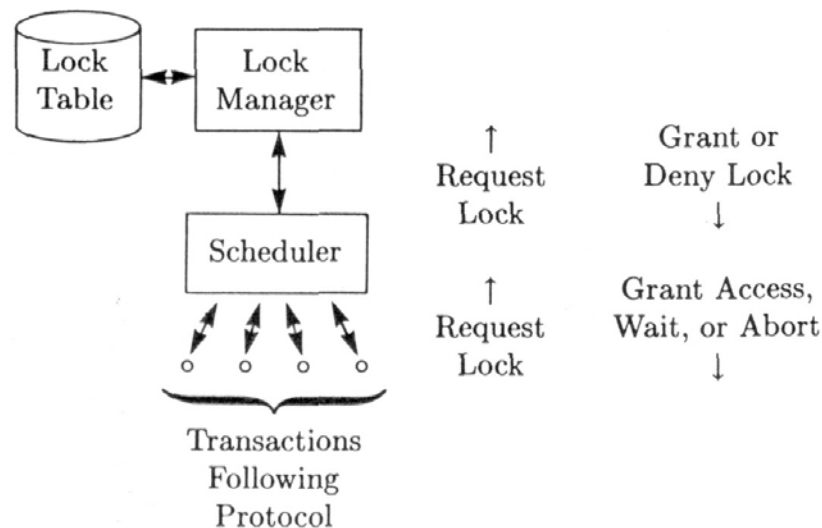 Lock
Table
Lock
Manager
↑
Request
Lock
Grant or
Deny Lock
↓
Scheduler
↑
Request
Lock
Grant Access,
Wait, or Abort
↓
Transactions
Following
Protocol